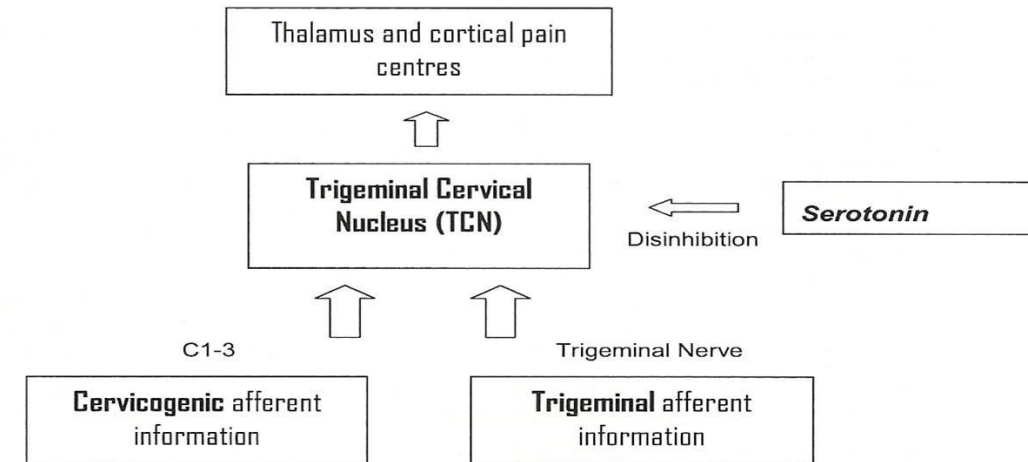 Thalamus and cortical pain
centres
Trigeminal Cervical
Nucleus (TCN)
Serotonin
Disinhibition
C1-3
Trigeminal Nerve
Cervicogenic afferent
information
Trigeminal afferent
information